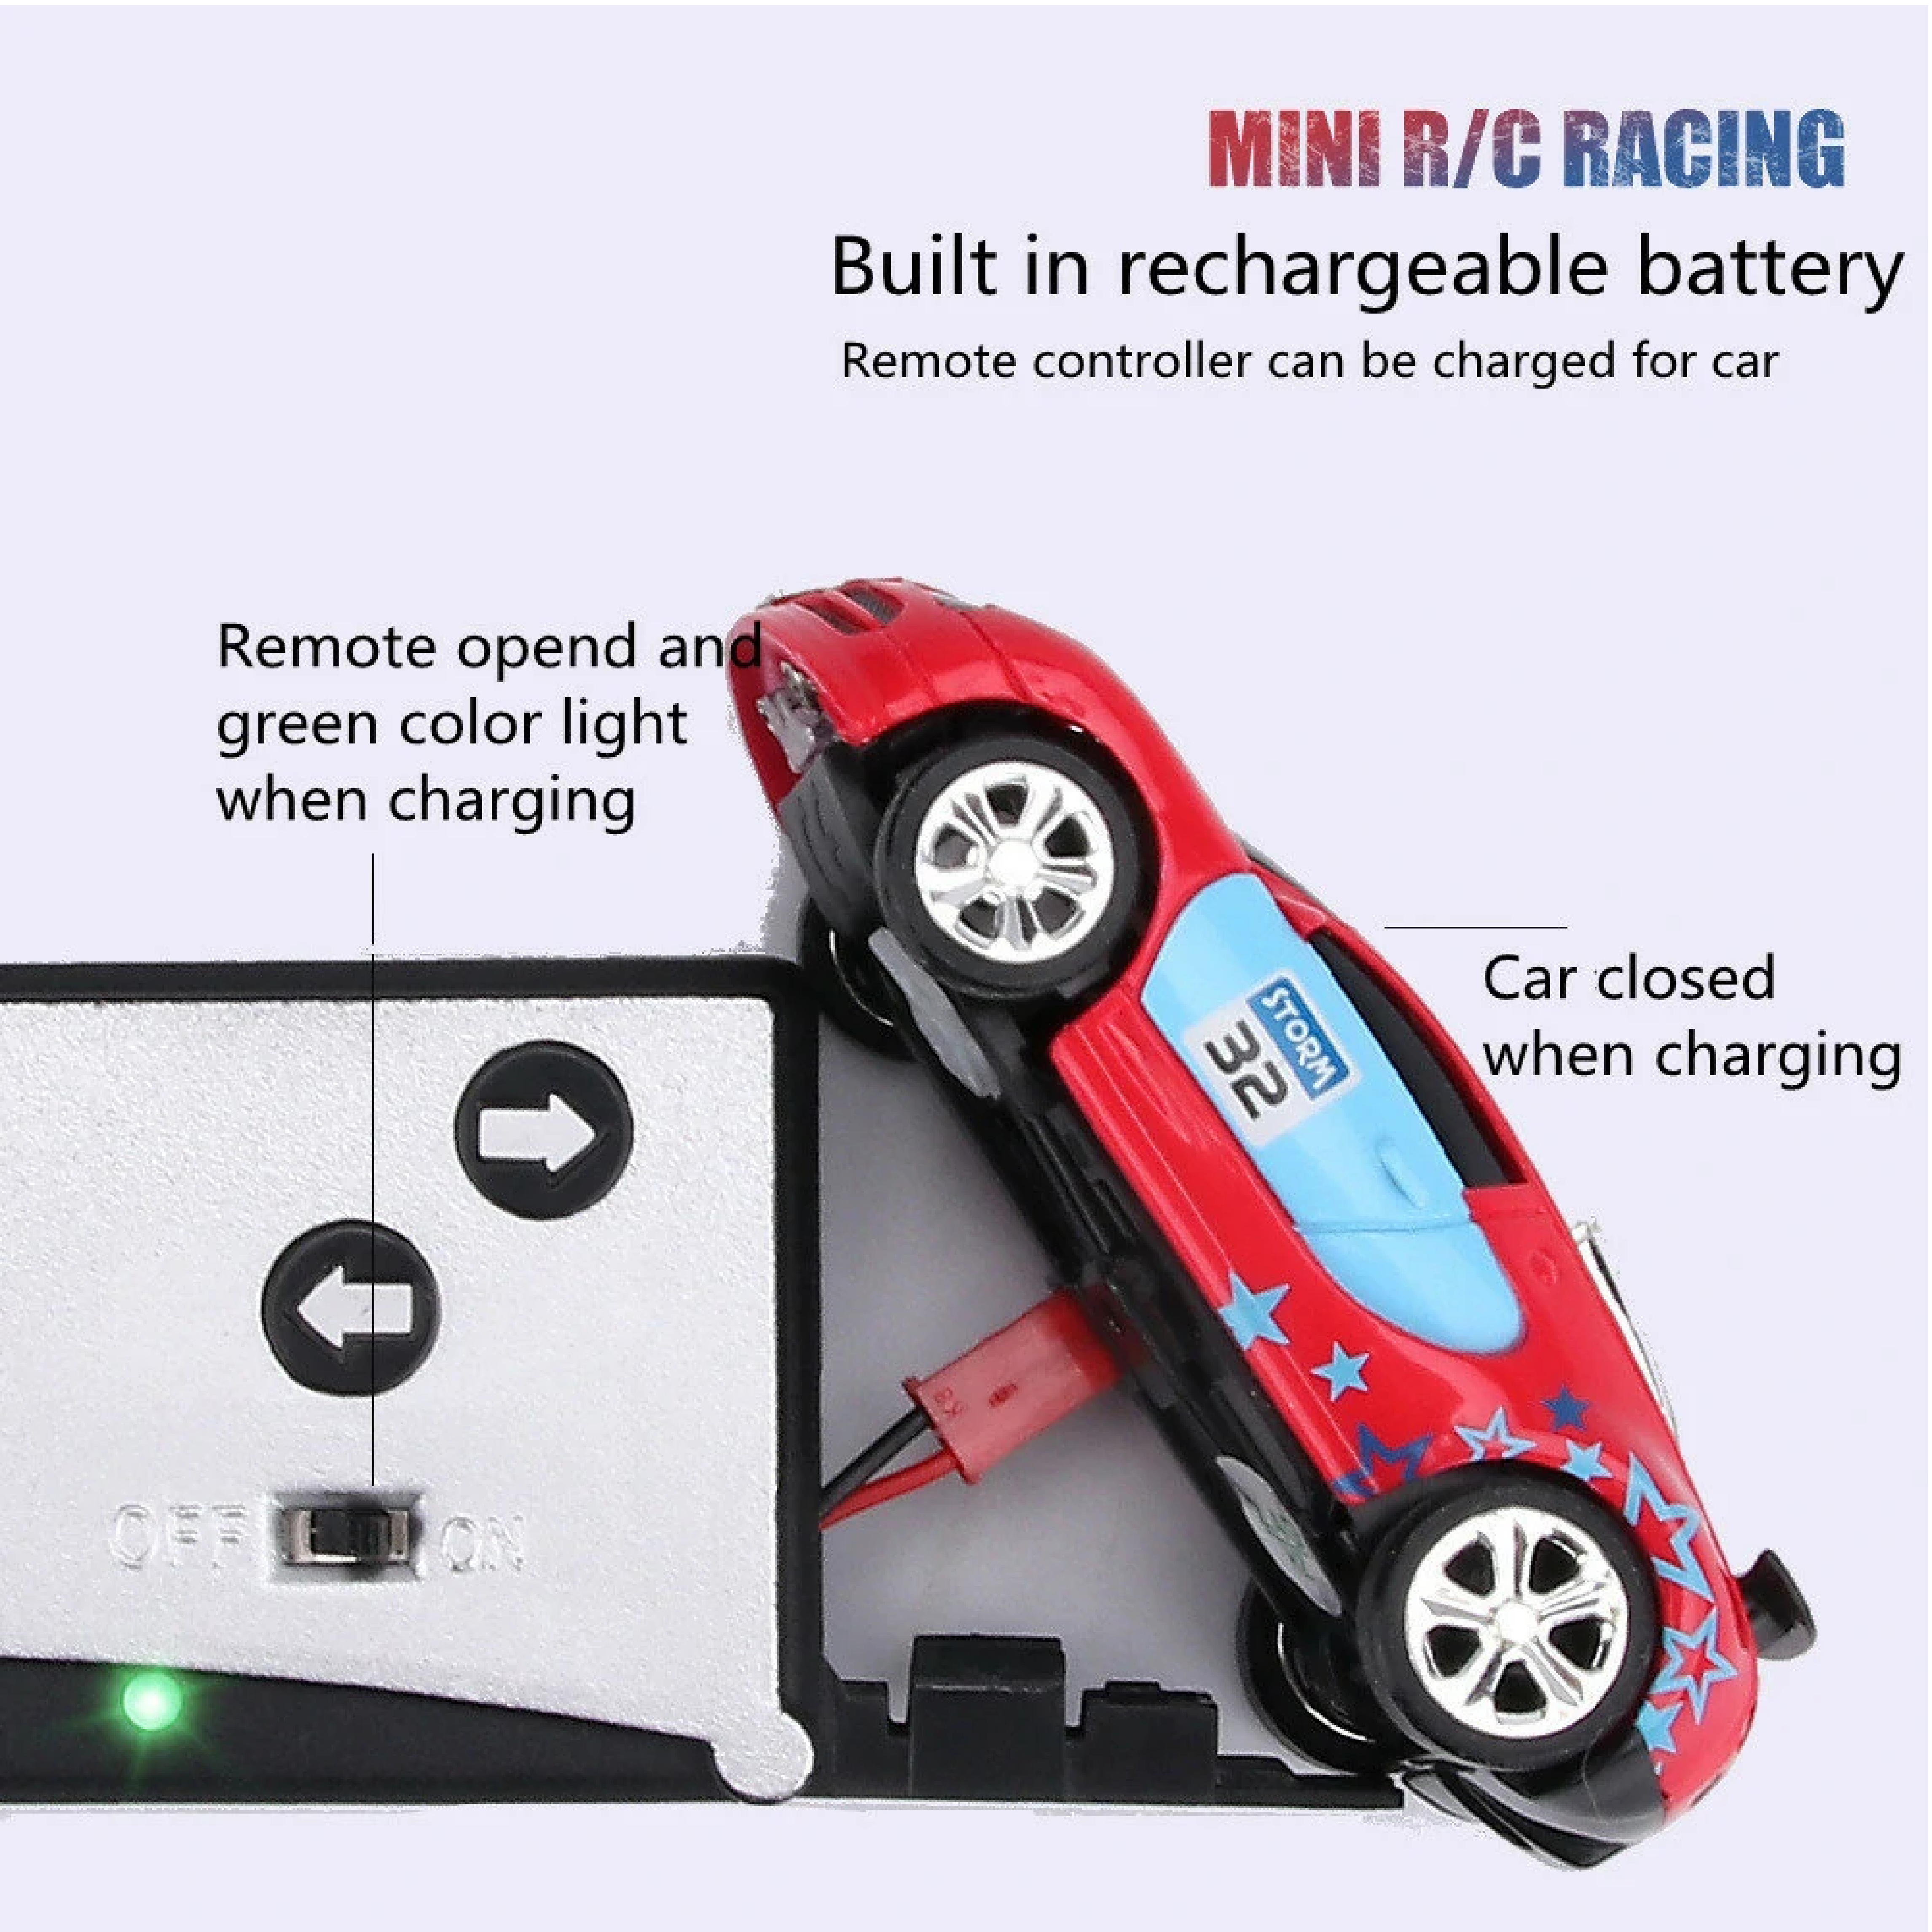 MINI R/C RACING
Built in rechargeable battery
Remote controller can be charged for car
Remote opend and
green color light
when charging
Car closed
when charging
STORM
32
OFF
ON